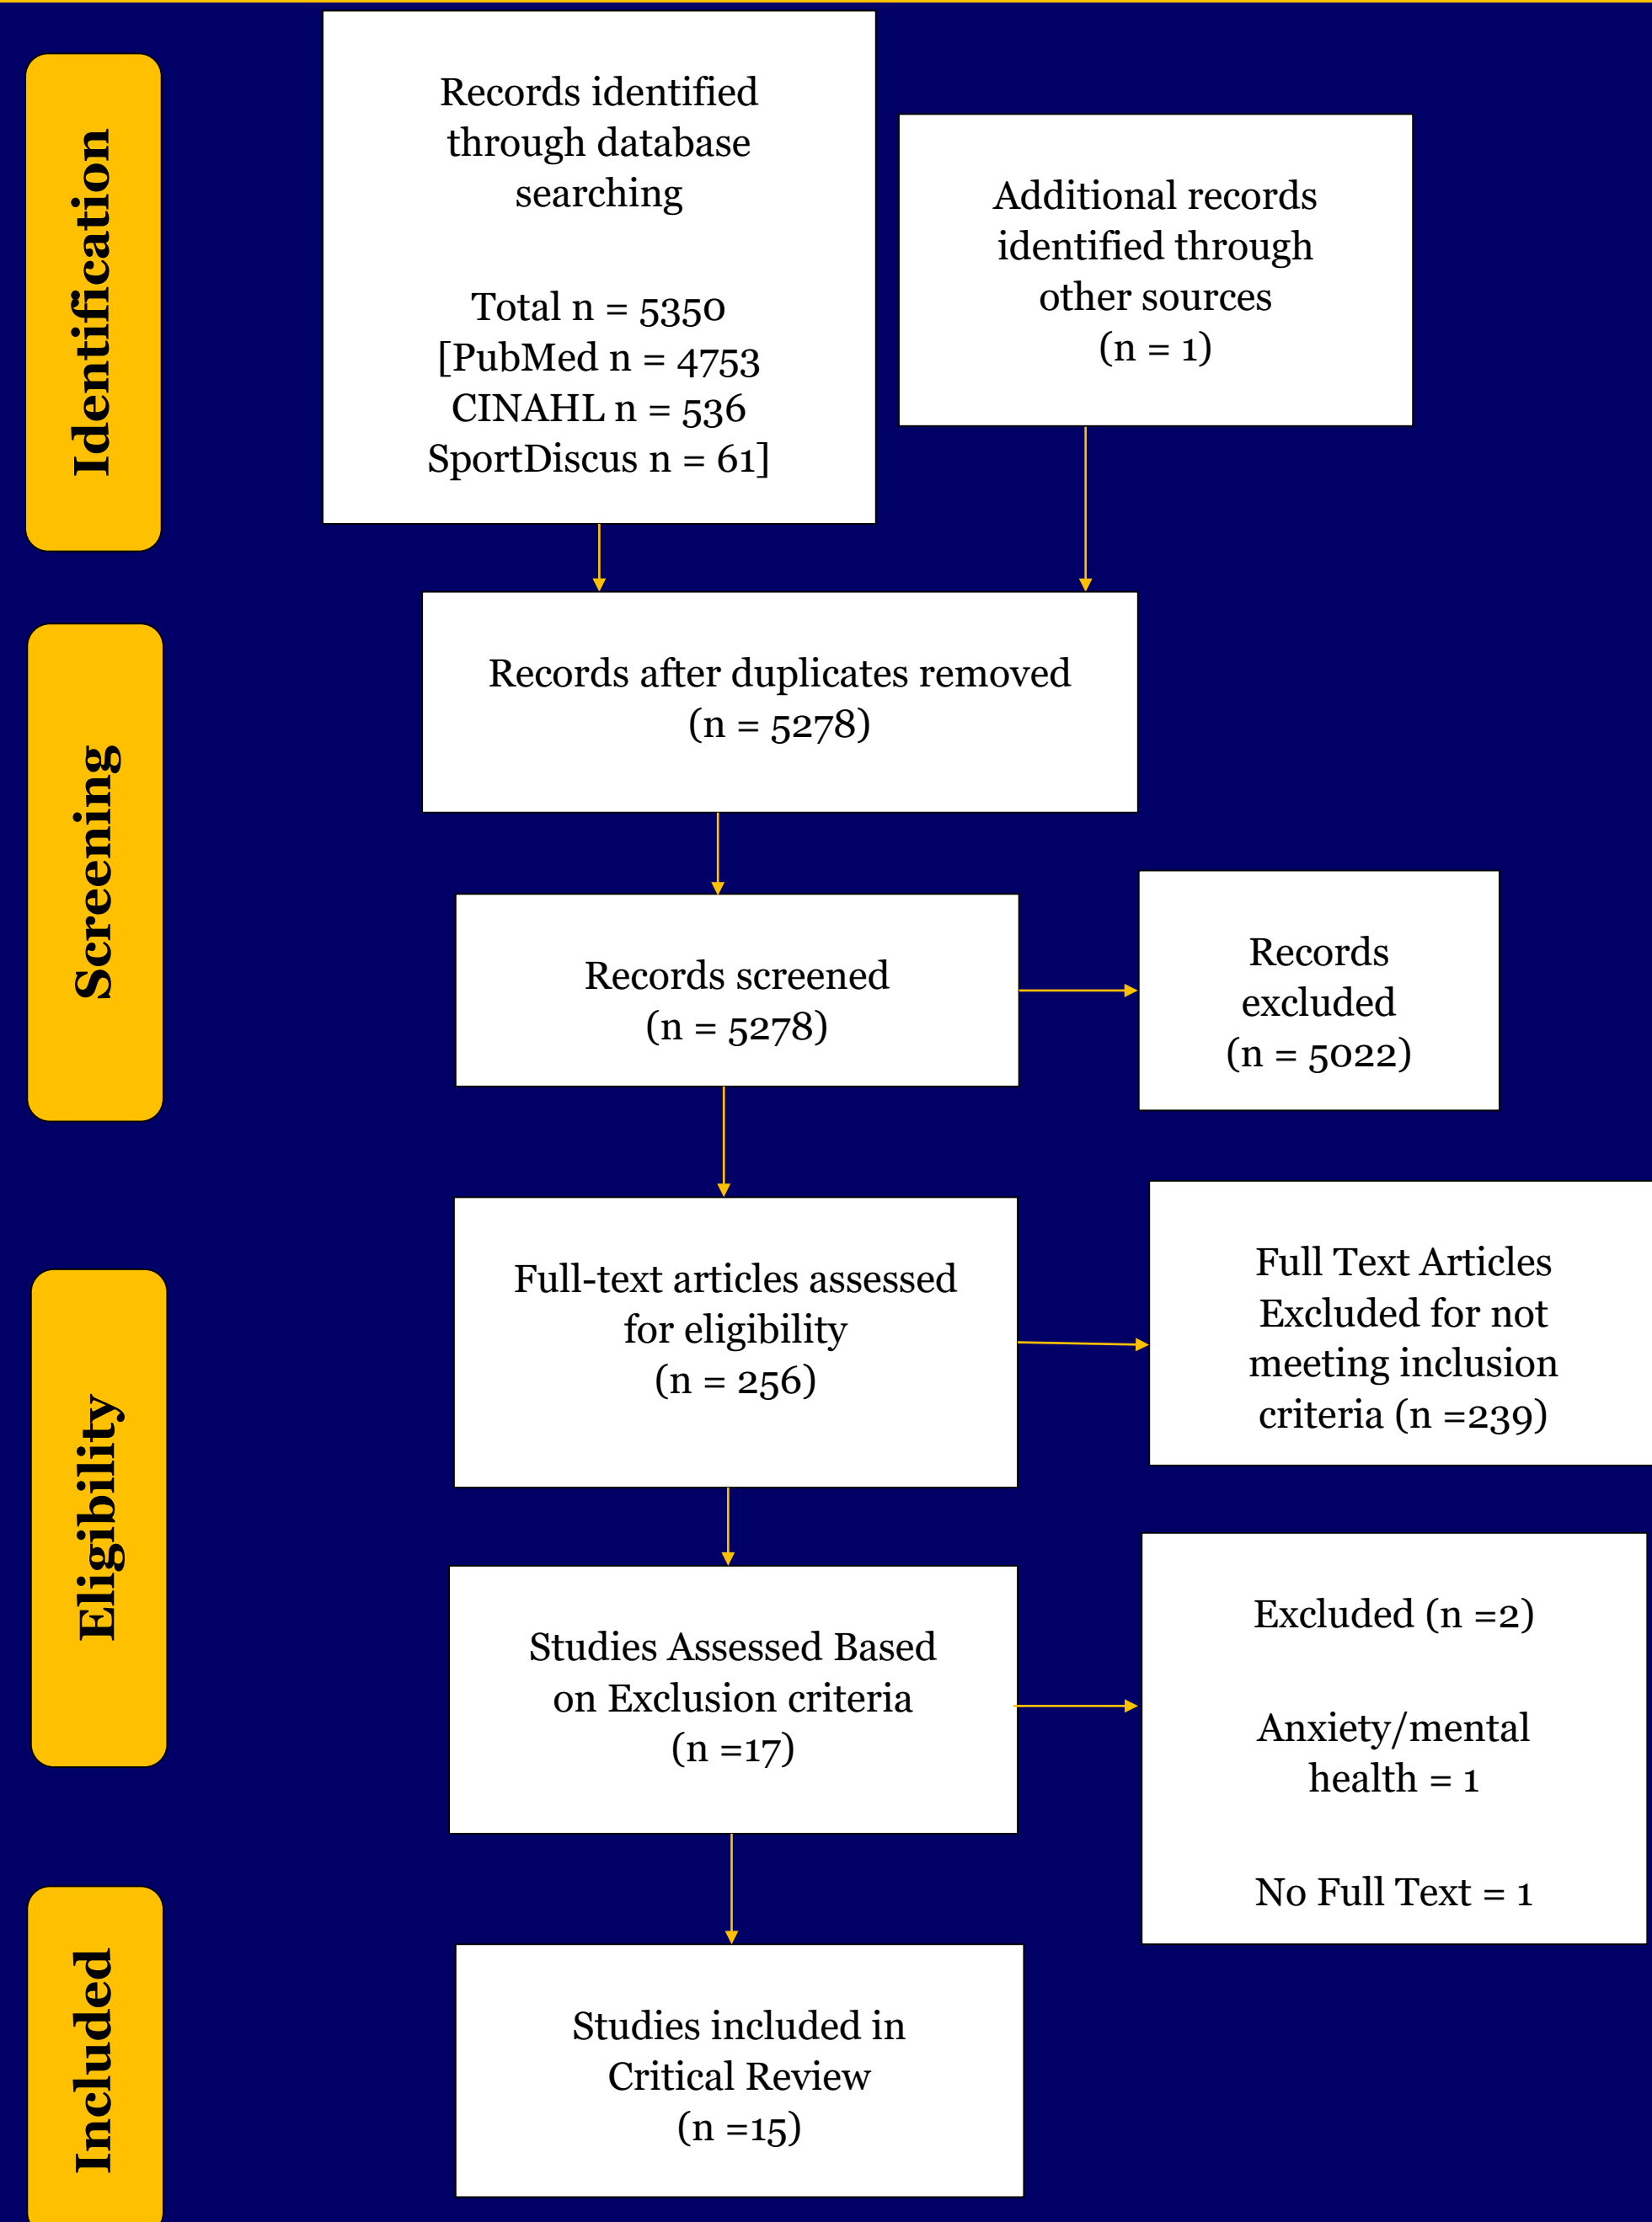 Identification
Records identified
through database
searching
Total n = 5350
[PubMed n = 4753
CINAHL n = 536
SportDiscus n = 61]
Additional records
identified through
other sources
(n = 1)
Screening
Records after duplicates removed
(n = 5278)
Records screened
(n = 5278)
Records
excluded
(n = 5022)
Eligibility
Full-text articles assessed
for eligibility
(n = 256)
Full Text Articles
Excluded for not
meeting inclusion
criteria (n =239)
Studies Assessed Based
on Exclusion criteria
(n =17)
Excluded (n =2)
Anxiety/mental
health = 1
No Full Text = 1
Included
Studies included in
Critical Review
(n =15)